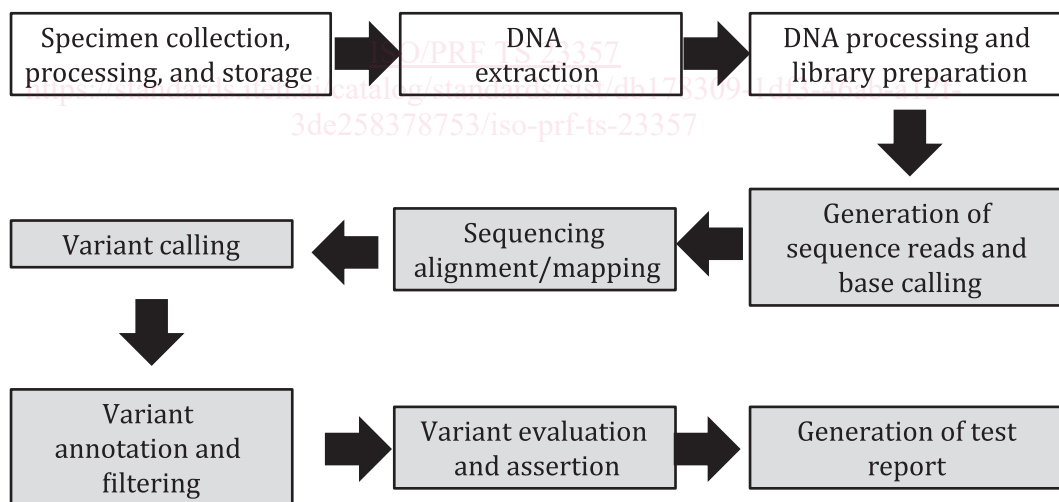 Specimen collection,
processing, and storage
DNA
extraction
DNA processing and
library preparation
ISO/PRF TS 23357
3de258378753/iso-prf-ts-23357
Generation of
sequence reads and
base calling
Sequencing
alignment/mapping
Variant calling
Variant
annotation and
filtering
Variant evaluation
and assertion
Generation of test
report